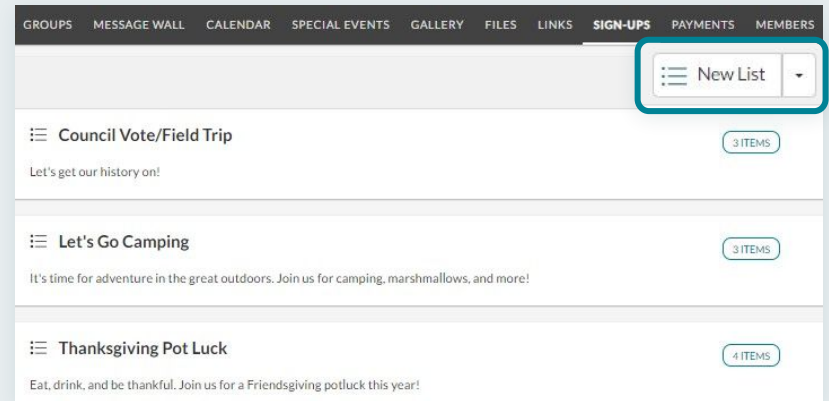 GROUPS MESSAGE WALL CALENDAR SPECIAL EVENTS GALLERY FILES LINKS SIGN-UPS PAYMENTS MEMBERS
New List
Council Vote/Field Trip
3 ITEMS
Let's get our history on!
Let's Go Camping
3 ITEMS
It's time for adventure in the great outdoors. Join us for camping, marshmallows, and more!
Thanksgiving Pot Luck
4 ITEMS
Eat, drink, and be thankful. Join us for a Friendsgiving potluck this year!